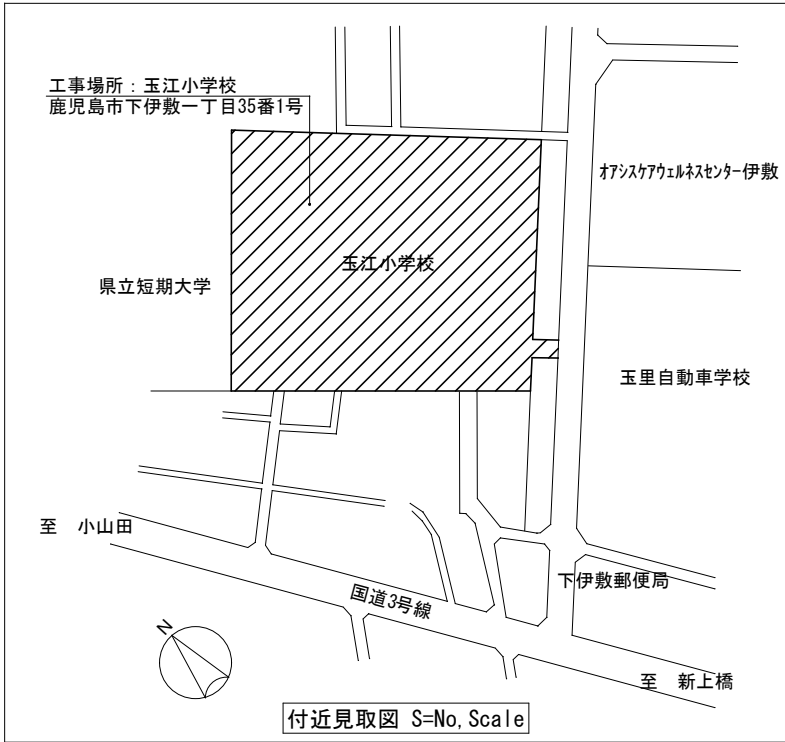 工事場所：玉江小学校
鹿児島市下伊敷一丁目35番1号
オアシスケアウェルネスセンター伊敷
玉江小学校
県立短期大学
玉里自動車学校
至　小山田
下伊敷郵便局
国道3号線
N
至　新上橋
付近見取図 S=No,Scale